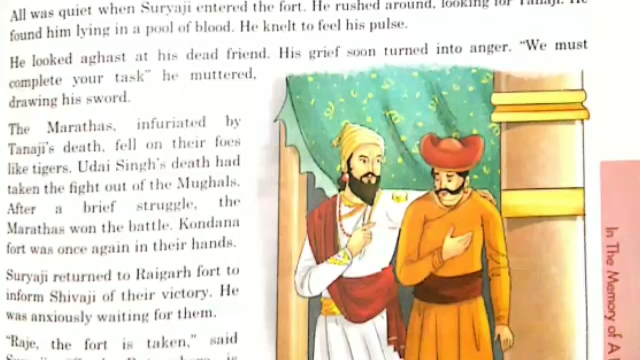 All was quiet when Suryaji entered the fort. He rushed around, looking for Tanaji. He
found him lying in a pool of blood. He knelt to feel his pulse.
He looked aghast at his dead friend. His grief soon turned into anger. “We must
complete your task” he muttered,
drawing his sword.
The Marathas, infuriated by
Tanaji's death, fell on their foes
like tigers. Udai Singh's death had
taken the fight out of the Mughals.
After a brief struggle, the
Marathas won the battle. Kondana
fort was once again in their hands.
Suryaji returned to Raigarh fort to
inform Shivaji of their victory. He
was anxiously waiting for them.
“Raje, the fort is taken,” said
In The Memory of A